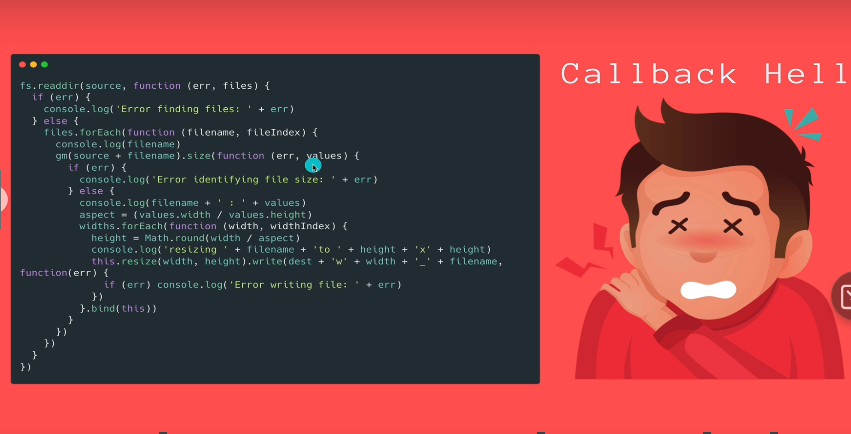 Callback Hell
fs.readdir(source, function (err, files) {
  if (err) {
    console.log('Error finding files: ' + err)
  } else {
    files.forEach(function (filename, fileIndex) {
      console.log(filename)
      gm(source + filename).size(function (err, values) {
        if (err) {
          console.log('Error identifying file size: ' + err)
        } else {
          console.log(filename + ' : ' + values)
          aspect = (values.width / values.height)
          widths.forEach(function (width, widthIndex) {
            height = Math.round(width / aspect)
            console.log('resizing ' + filename + 'to ' + height + 'x' + height)
            this.resize(width, height).write(dest + 'w' + width + '_' + filename,
function(err) {
              if (err) console.log('Error writing file: ' + err)
            })
          }.bind(this))
        }
      })
    })
  }
})